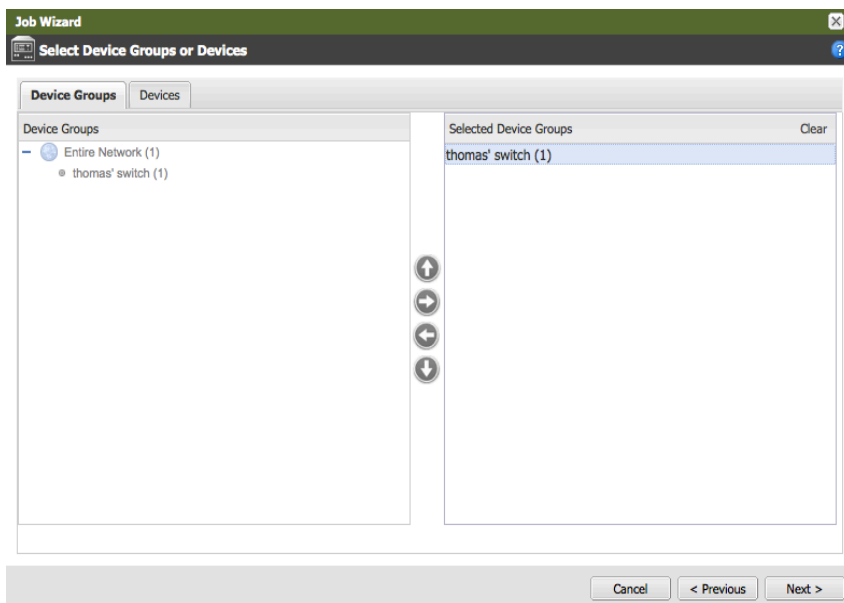 Job Wizard
Select Device Groups or Devices
?
Device Groups
Devices
Device Groups
Selected Device Groups
Clear
Entire Network (1)
thomas' switch (1)
thomas' switch (1)
Cancel
< Previous
Next >